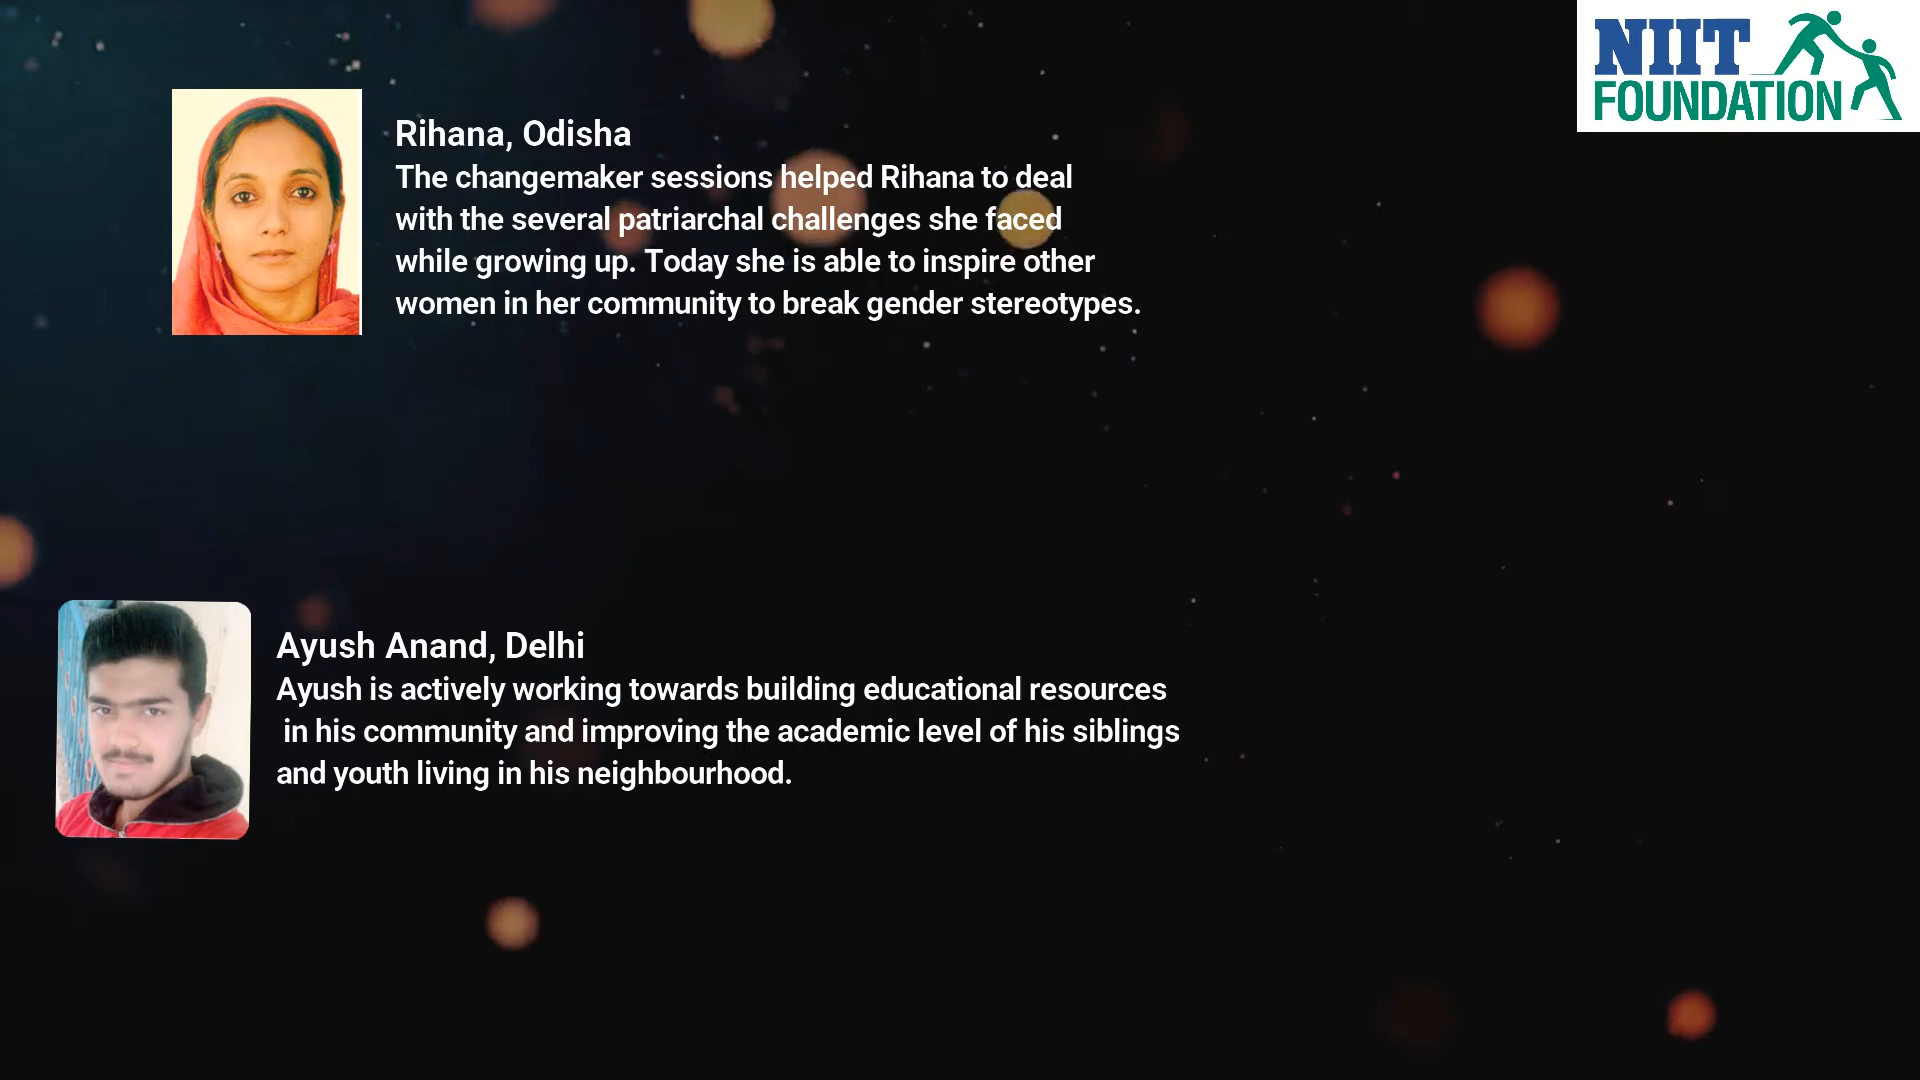 NIIT
FOUNDATION
Rihana, Odisha
The changemaker sessions helped Rihana to deal
with the several patriarchal challenges she faced
while growing up. Today she is able to inspire other
women in her community to break gender stereotypes.
Ayush Anand, Delhi
Ayush is actively working towards building educational resources
in his community and improving the academic level of his siblings
and youth living in his neighbourhood.